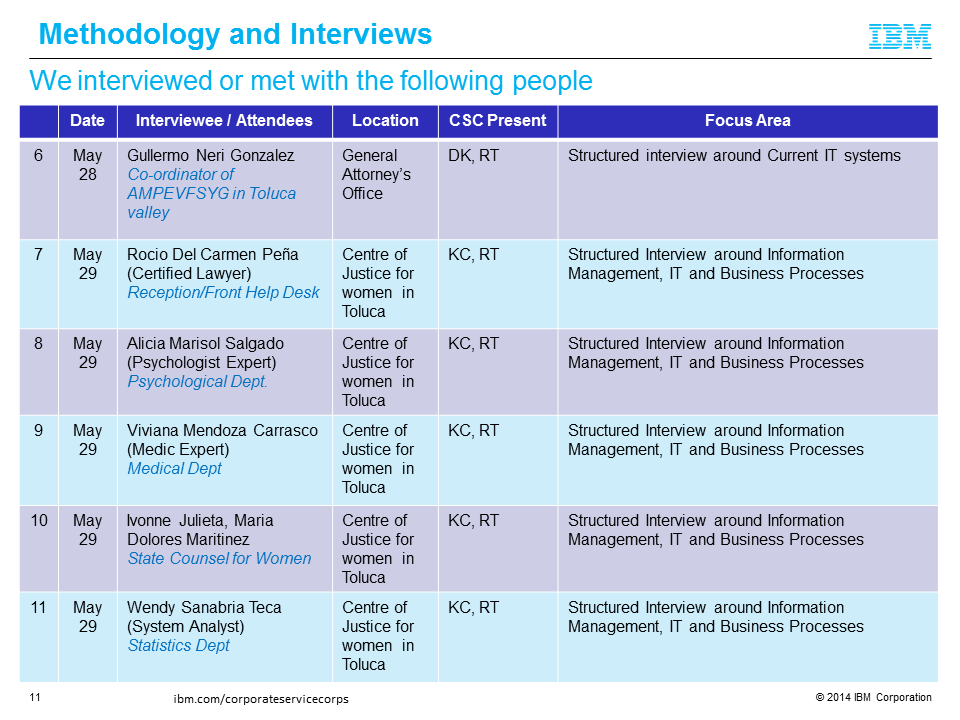 Methodology and Interviews
IBM
We interviewed or met with the following people
Date Interviewee / Attendees Location CSC Present Focus Area
6 May 28 Gullermo Neri Gonzalez Co-ordinator of AMPEVFSYG in Toluca valley General Attorney's Office DK, RT Structured interview around Current IT systems
7 May 29 Rocio Del Carmen Peña (Certified Lawyer) Reception/Front Help Desk Centre of Justice for women in Toluca KC, RT Structured Interview around Information Management, IT and Business Processes
8 May 29 Alicia Marisol Salgado (Psychologist Expert) Psychological Dept. Centre of Justice for women in Toluca KC, RT Structured Interview around Information Management, IT and Business Processes
9 May 29 Viviana Mendoza Carrasco (Medic Expert) Medical Dept Centre of Justice for women in Toluca KC, RT Structured Interview around Information Management, IT and Business Processes
10 May 29 Ivonne Julieta, Maria Dolores Maritinez State Counsel for Women Centre of Justice for women in Toluca KC, RT Structured Interview around Information Management, IT and Business Processes
11 May 29 Wendy Sanabria Teca (System Analyst) Statistics Dept Centre of Justice for women in Toluca KC, RT Structured Interview around Information Management, IT and Business Processes
11 ibm.com/corporateservicecorps © 2014 IBM Corporation